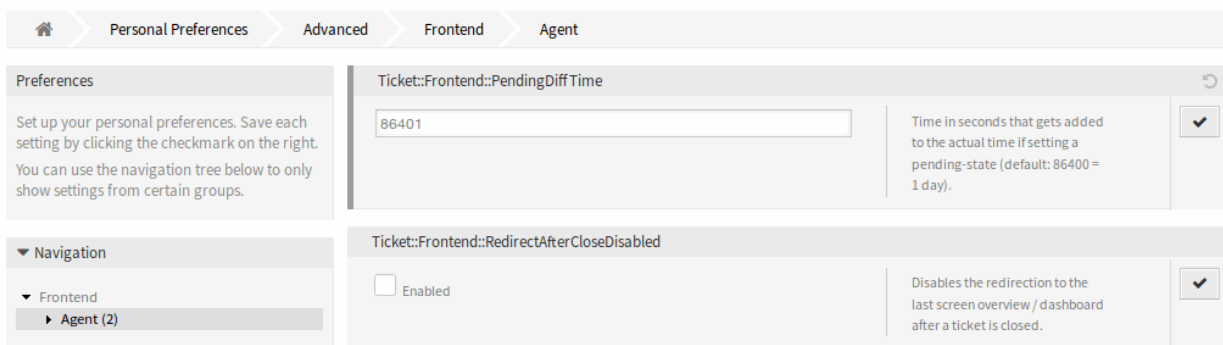 Personal Preferences Advanced Frontend Agent
Preferences
Set up your personal preferences. Save each
setting by clicking the checkmark on the right.
You can use the navigation tree below to only
show settings from certain groups.
Navigation
Frontend
Agent (2)
Ticket::Frontend::PendingDiffTime
86401
Time in seconds that gets added
to the actual time if setting a
pending-state (default: 86400 =
1 day).
Ticket::Frontend::RedirectAfterCloseDisabled
Enabled
Disables the redirection to the
last screen overview / dashboard
after a ticket is closed.